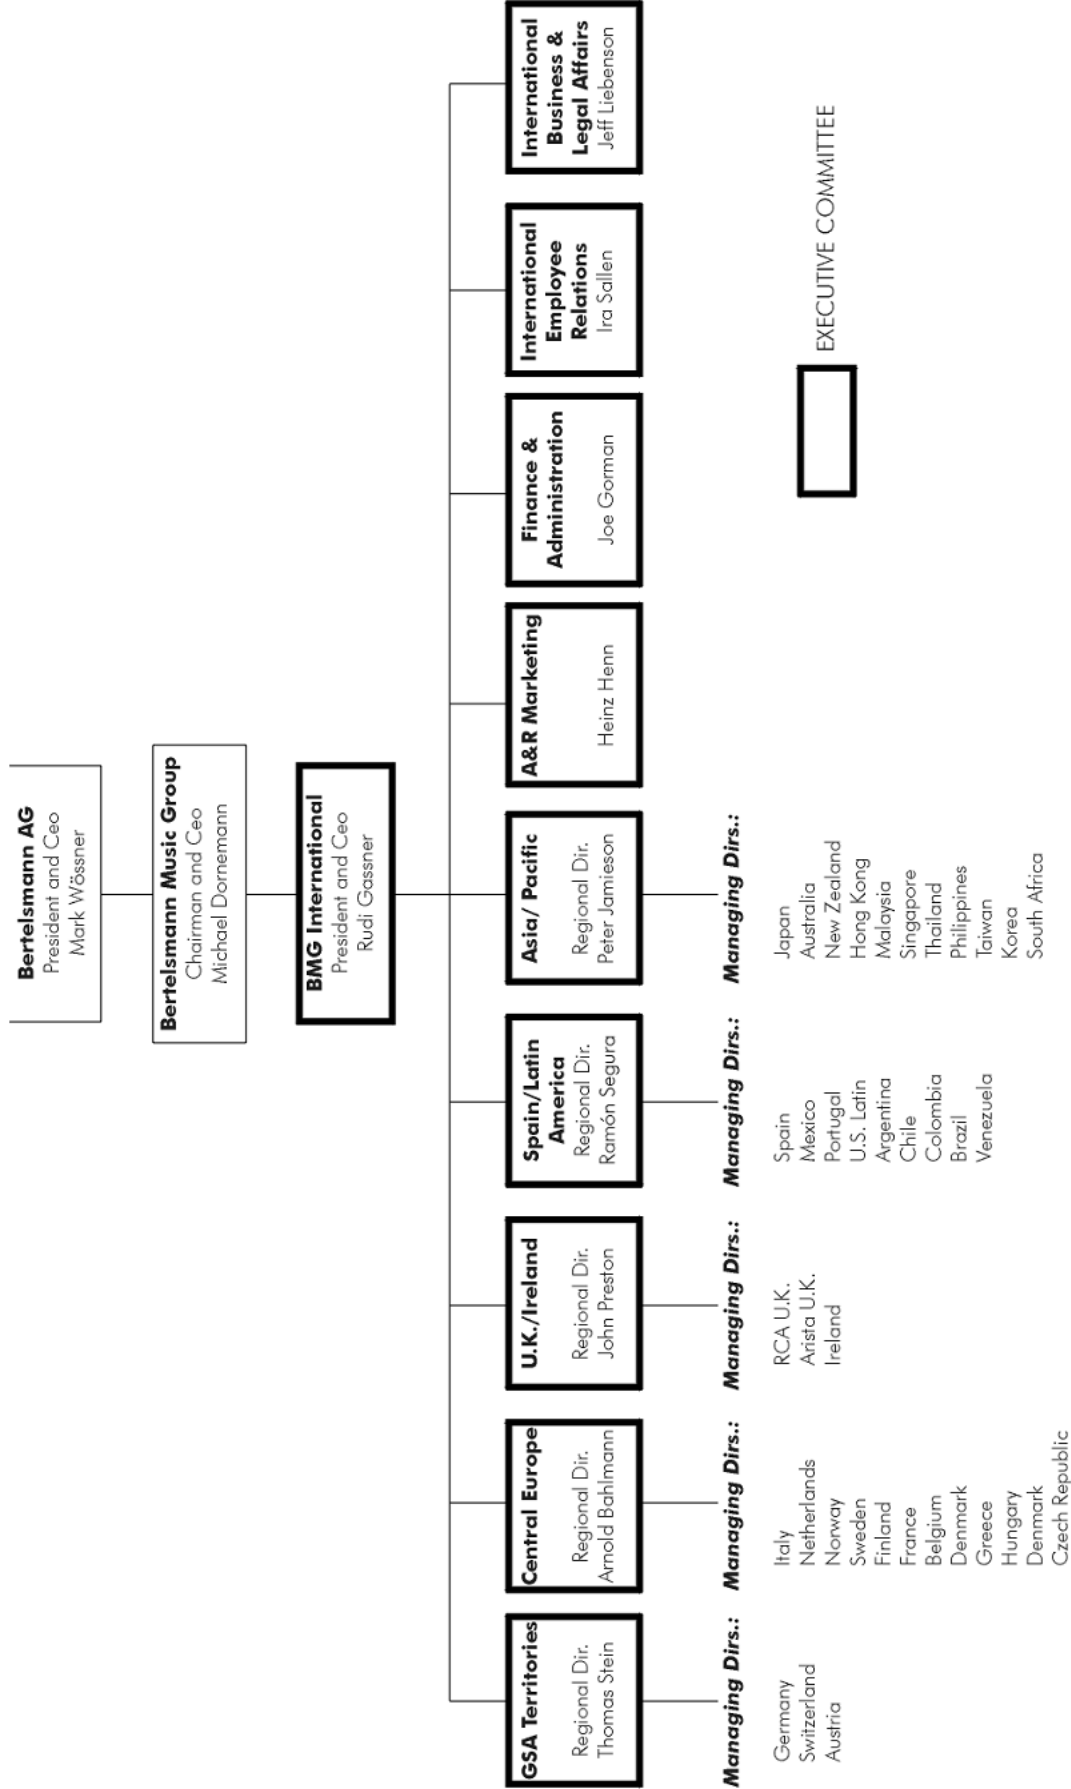 Bertelsmann AG
President and Ceo
Mark Wössner
Bertelsmann Music Group
Chairman and Ceo
Michael Dornemann
BMG International
President and Ceo
Rudi Gassner
GSA Territories
Regional Dir.
Thomas Stein
Central Europe
Regional Dir.
Arnold Bahlmann
U.K./Ireland
Regional Dir.
John Preston
Spain/Latin
America
Regional Dir.
Ramón Segura
Asia/ Pacific
Regional Dir.
Peter Jamieson
A&R Marketing
Heinz Henn
Finance &
Administration
Joe Gorman
International
Employee
Relations
Ira Sallen
International
Business &
Legal Affairs
Jeff Liebenson
Managing Dirs.:
Germany
Switzerland
Austria
Managing Dirs.:
Italy
Netherlands
Norway
Sweden
Finland
France
Belgium
Denmark
Greece
Hungary
Denmark
Czech Republic
Managing Dirs.:
RCA U.K.
Arista U.K.
Ireland
Managing Dirs.:
Spain
Mexico
Portugal
U.S. Latin
Argentina
Chile
Colombia
Brazil
Venezuela
Managing Dirs.:
Japan
Australia
New Zealand
Hong Kong
Malaysia
Singapore
Thailand
Philippines
Taiwan
Korea
South Africa
EXECUTIVE COMMITTEE